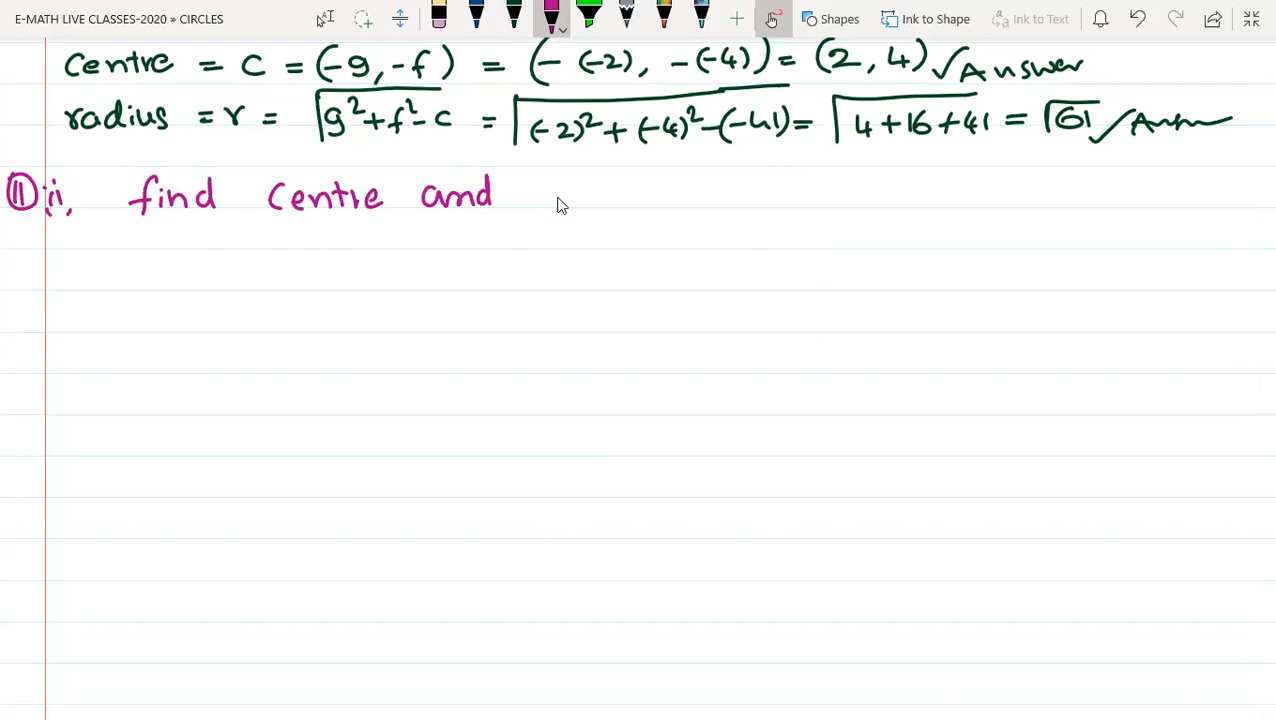 E-MATH LIVE CLASSES-2020 » CIRCLES Shapes Ink to Shape Ink to Text
Centre = C = (-g, -f) = (- (-2), -(-4)) = (2, 4) √Answer
radius = r = √g²+f²-c = √(-2)²+(-4)²-(-41) = √4+16+41 = √61
11 (i, find Centre and